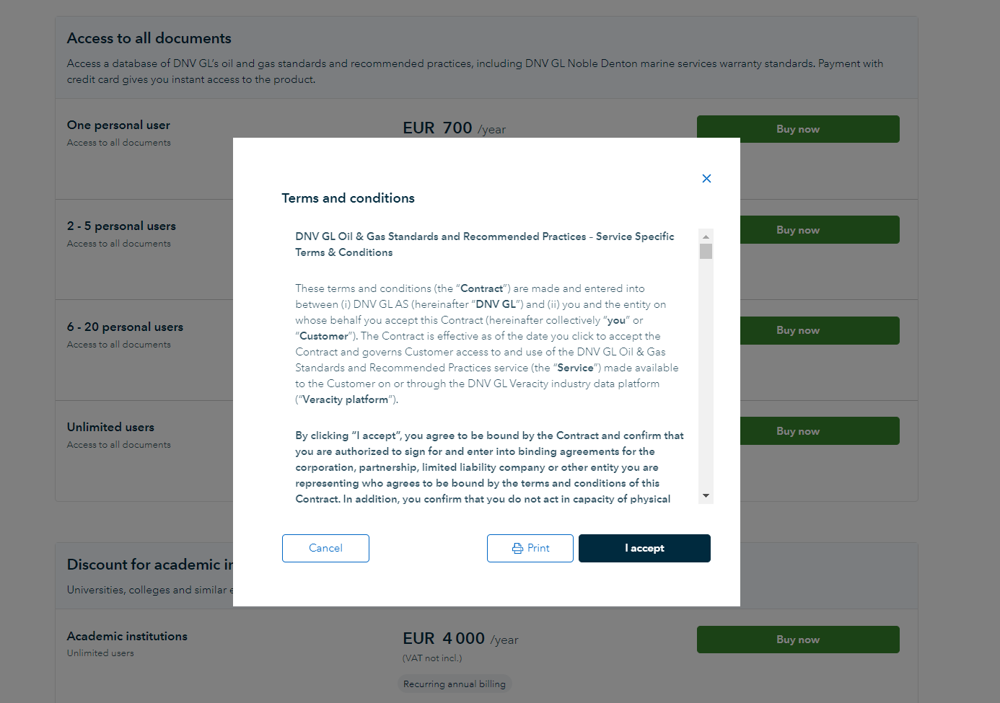 Access to all documents
Access a database of DNV GL's oil and gas standards and recommended practices, including DNV GL Noble Denton marine services warranty standards. Payment with
credit card gives you instant access to the product.
One personal user
Access to all documents
EUR 700 /year
Buy now
2 - 5 personal users
Access to all documents
Buy now
6 - 20 personal users
Access to all documents
Buy now
Unlimited users
Access to all documents
Buy now
Terms and conditions
DNV GL Oil & Gas Standards and Recommended Practices - Service Specific
Terms & Conditions
These terms and conditions (the “Contract”) are made and entered into
between (i) DNV GL AS (hereinafter “DNV GL”) and (ii) you and the entity on
whose behalf you accept this Contract (hereinafter collectively “you” or
“Customer”). The Contract is effective as of the date you click to accept the
Contract and governs Customer access to and use of the DNV GL Oil & Gas
Standards and Recommended Practices service (the “Service”) made available
to the Customer on or through the DNV GL Veracity industry data platform
(“Veracity platform”).
By clicking “I accept”, you agree to be bound by the Contract and confirm that
you are authorized to sign for and enter into binding agreements for the
corporation, partnership, limited liability company or other entity you are
representing who agrees to be bound by the terms and conditions of this
Contract. In addition, you confirm that you do not act in capacity of physical
Cancel
Print
I accept
Discount for academic
Universities, colleges and similar
Academic institutions
Unlimited users
EUR 4 000 /year
(VAT not incl.)
Recurring annual billing
Buy now